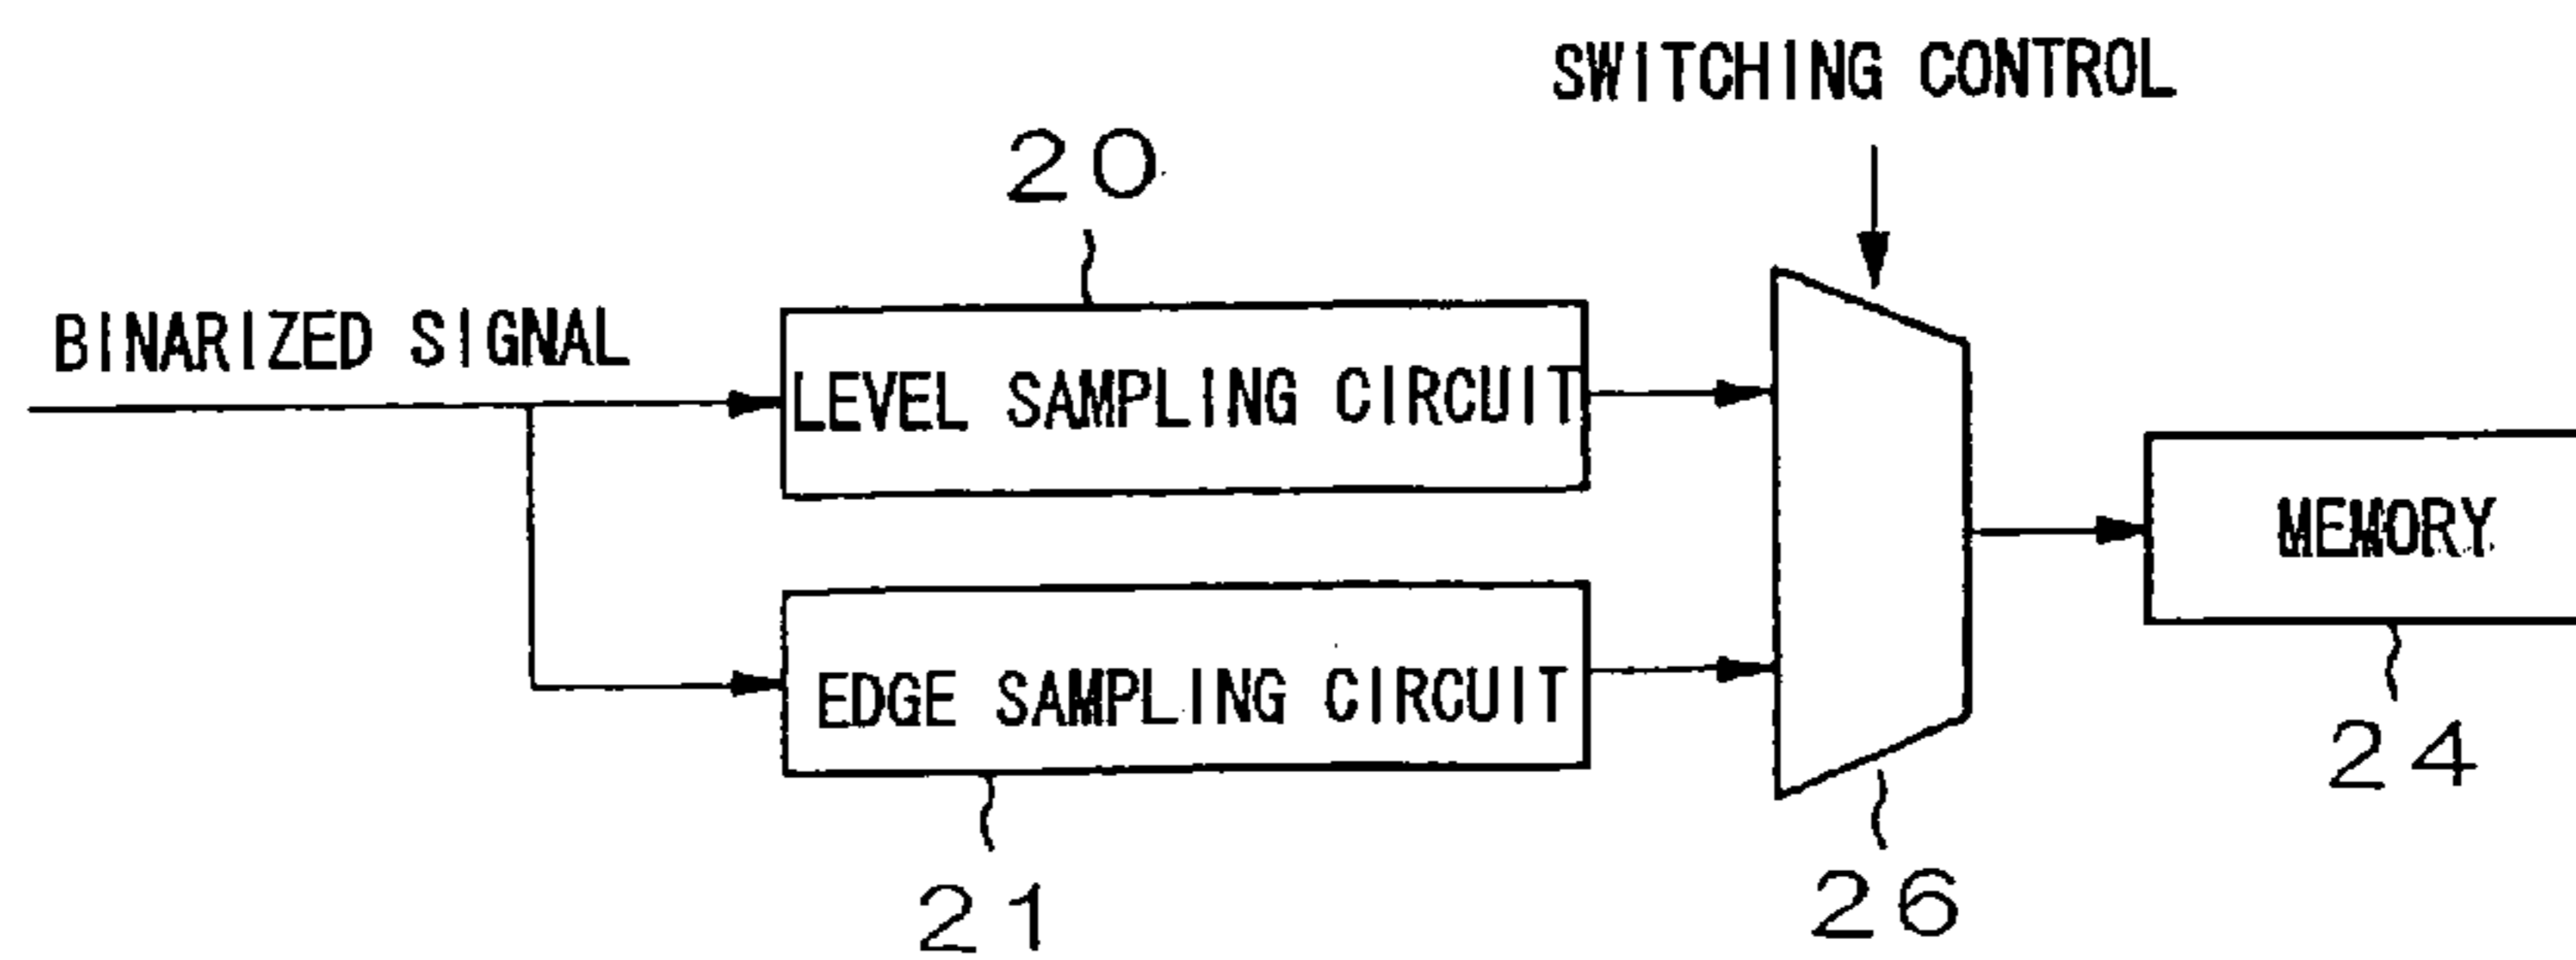 SWITCHING CONTROL
20
BINARIZED SIGNAL
LEVEL SAMPLING CIRCUIT
MEMORY
EDGE SAMPLING CIRCUIT
24
21
26